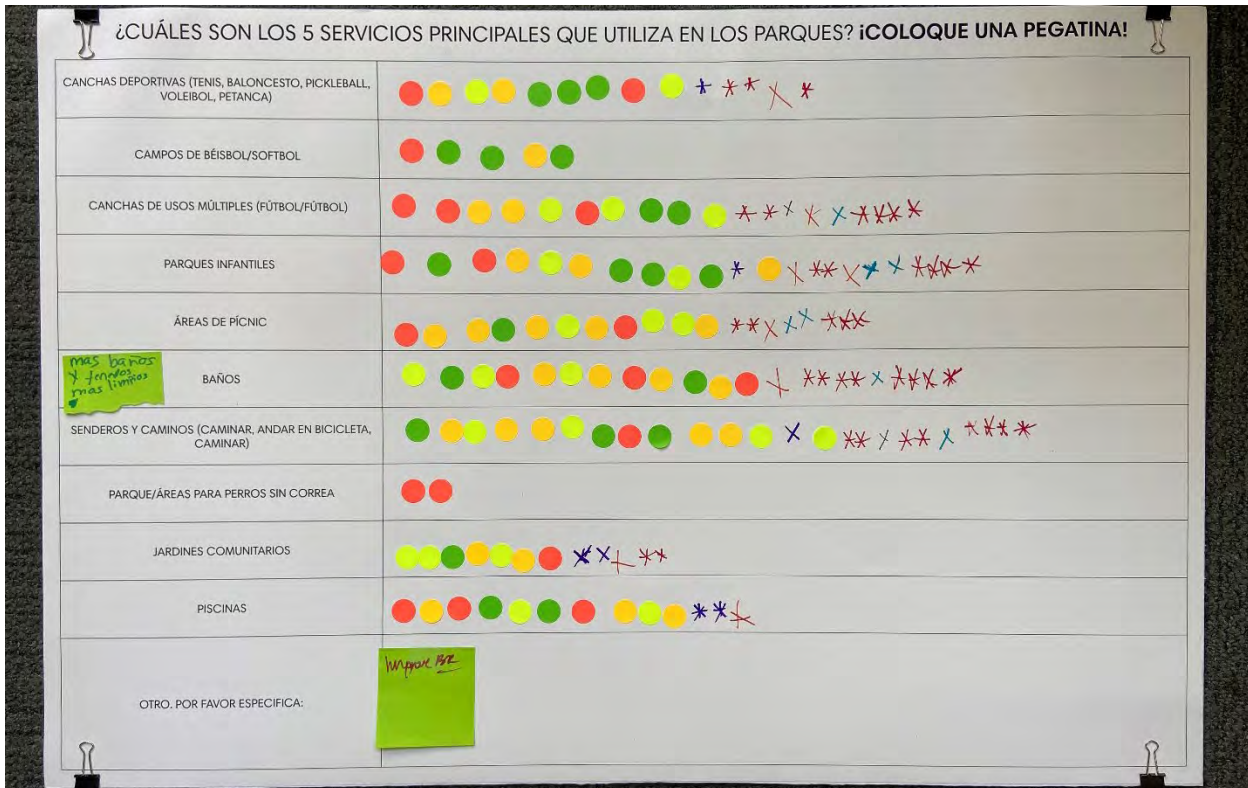 ¿CUÁLES SON LOS 5 SERVICIOS PRINCIPALES QUE UTILIZA EN LOS PARQUES? ¡COLOQUE UNA PEGATINA!
CANCHAS DEPORTIVAS (TENIS, BALONCESTO, PICKLEBALL,
VOLEIBOL, PETANCA)
CAMPOS DE BÉISBOL/SOFTBOL
CANCHAS DE USOS MÚLTIPLES (FÚTBOL/FÚTBOL)
PARQUES INFANTILES
ÁREAS DE PÍCNIC
mas baños
y
mas limpios
BAÑOS
SENDEROS Y CAMINOS (CAMINAR, ANDAR EN BICICLETA,
CAMINAR)
PARQUE/ÁREAS PARA PERROS SIN CORREA
JARDINES COMUNITARIOS
PISCINAS
Improve BR
OTRO. POR FAVOR ESPECIFICA: